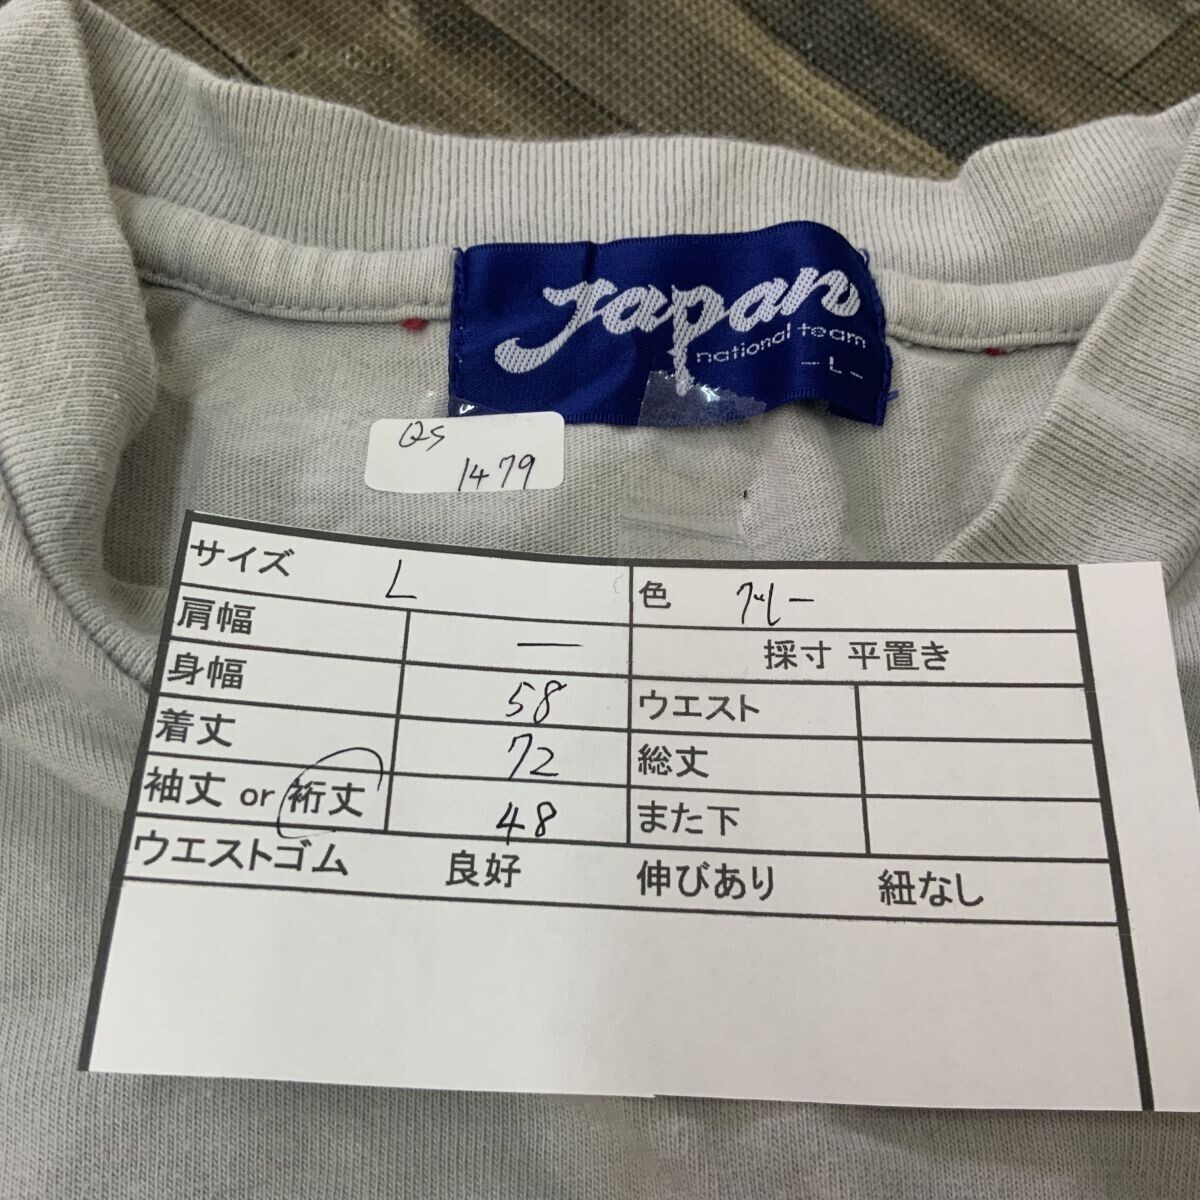 Japan
national team
-L-
QS
1479
サイズ L
色 グレー
肩幅 —
採寸 平置き
身幅 58
ウエスト
着丈 72
総丈
袖丈 or 裄丈 48
また下
ウエストゴム 良好 伸びあり 紐なし